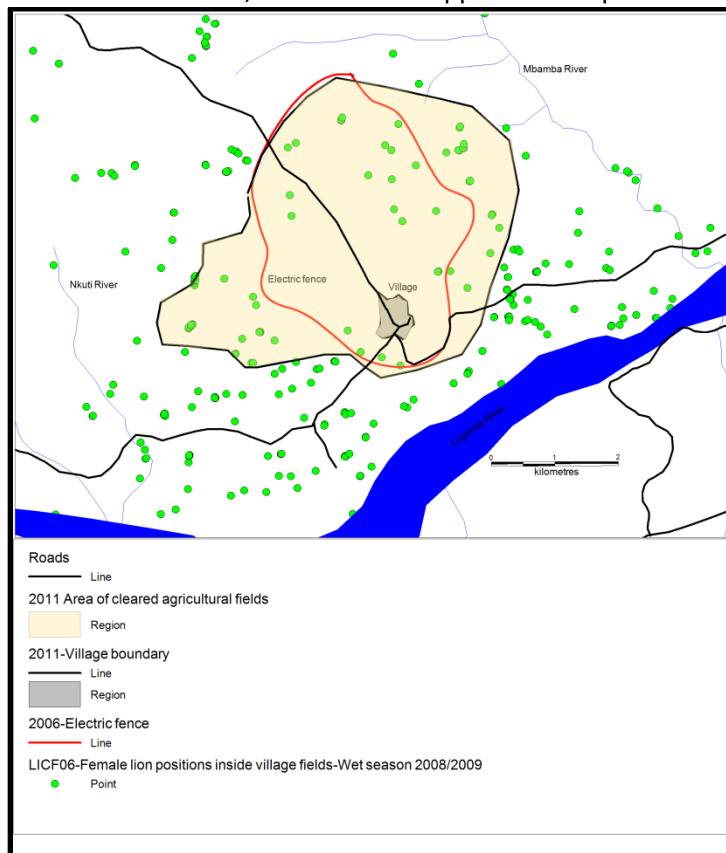 Mbamba River
Nkuti River
Electric fence
Village
Lugenda River
0 1 2
kilometres
Roads
Line
2011 Area of cleared agricultural fields
Region
2011-Village boundary
Line
Region
2006-Electric fence
Line
LICF06-Female lion positions inside village fields-Wet season 2008/2009
Point